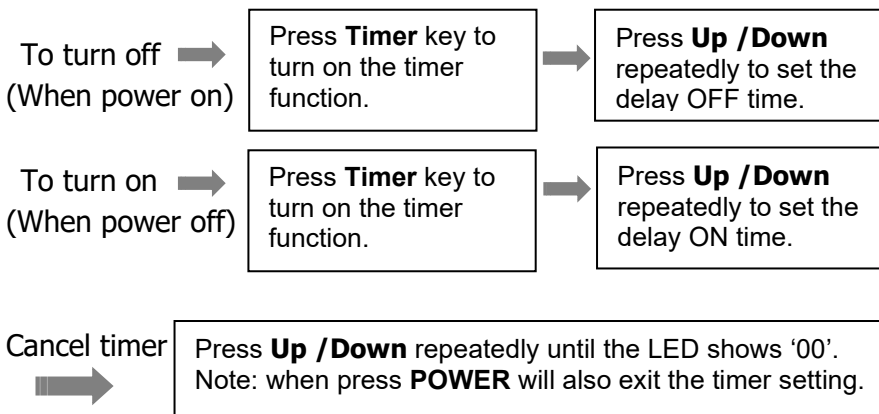 To turn off
(When power on)
Press Timer key to
turn on the timer
function.
Press Up /Down
repeatedly to set the
delay OFF time.
To turn on
(When power off)
Press Timer key to
turn on the timer
function.
Press Up /Down
repeatedly to set the
delay ON time.
Cancel timer
Press Up /Down repeatedly until the LED shows ‘00’.
Note: when press POWER will also exit the timer setting.